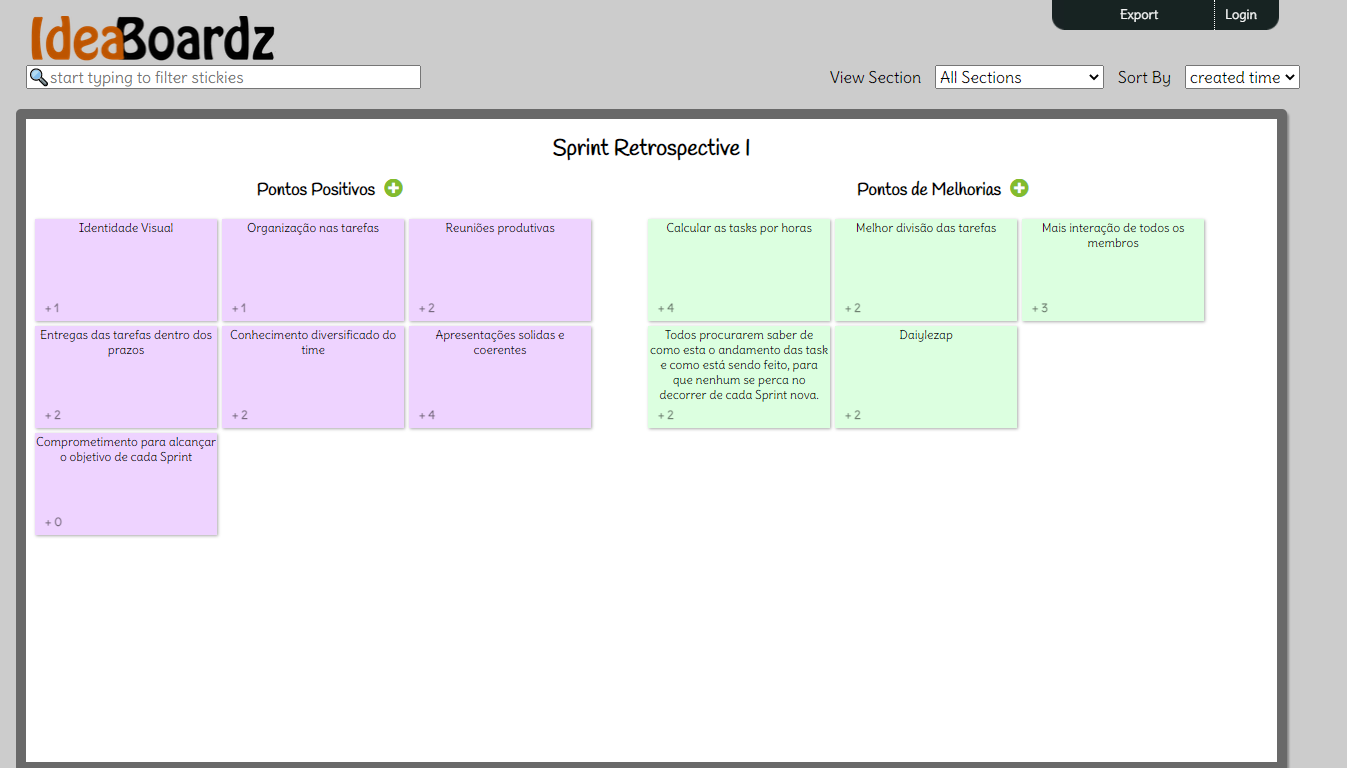 Export
Login
IdeaBoardz
start typing to filter stickies
View Section
All Sections
Sort By
created time
Sprint Retrospective I
Pontos Positivos
Identidade Visual
+ 1
Organização nas tarefas
+ 1
Reuniões produtivas
+ 2
Entregas das tarefas dentro dos
prazos
+ 2
Conhecimento diversificado do
time
+ 2
Apresentações solidas e
coerentes
+ 4
Comprometimento para alcançar
o objetivo de cada Sprint
+ 0
Pontos de Melhorias
Calcular as tasks por horas
+ 4
Melhor divisão das tarefas
+ 2
Mais interação de todos os
membros
+ 3
Todos procurarem saber de
como esta o andamento das task
e como está sendo feito, para
que nenhum se perca no
decorrer de cada Sprint nova.
+ 2
Daiylezap
+ 2